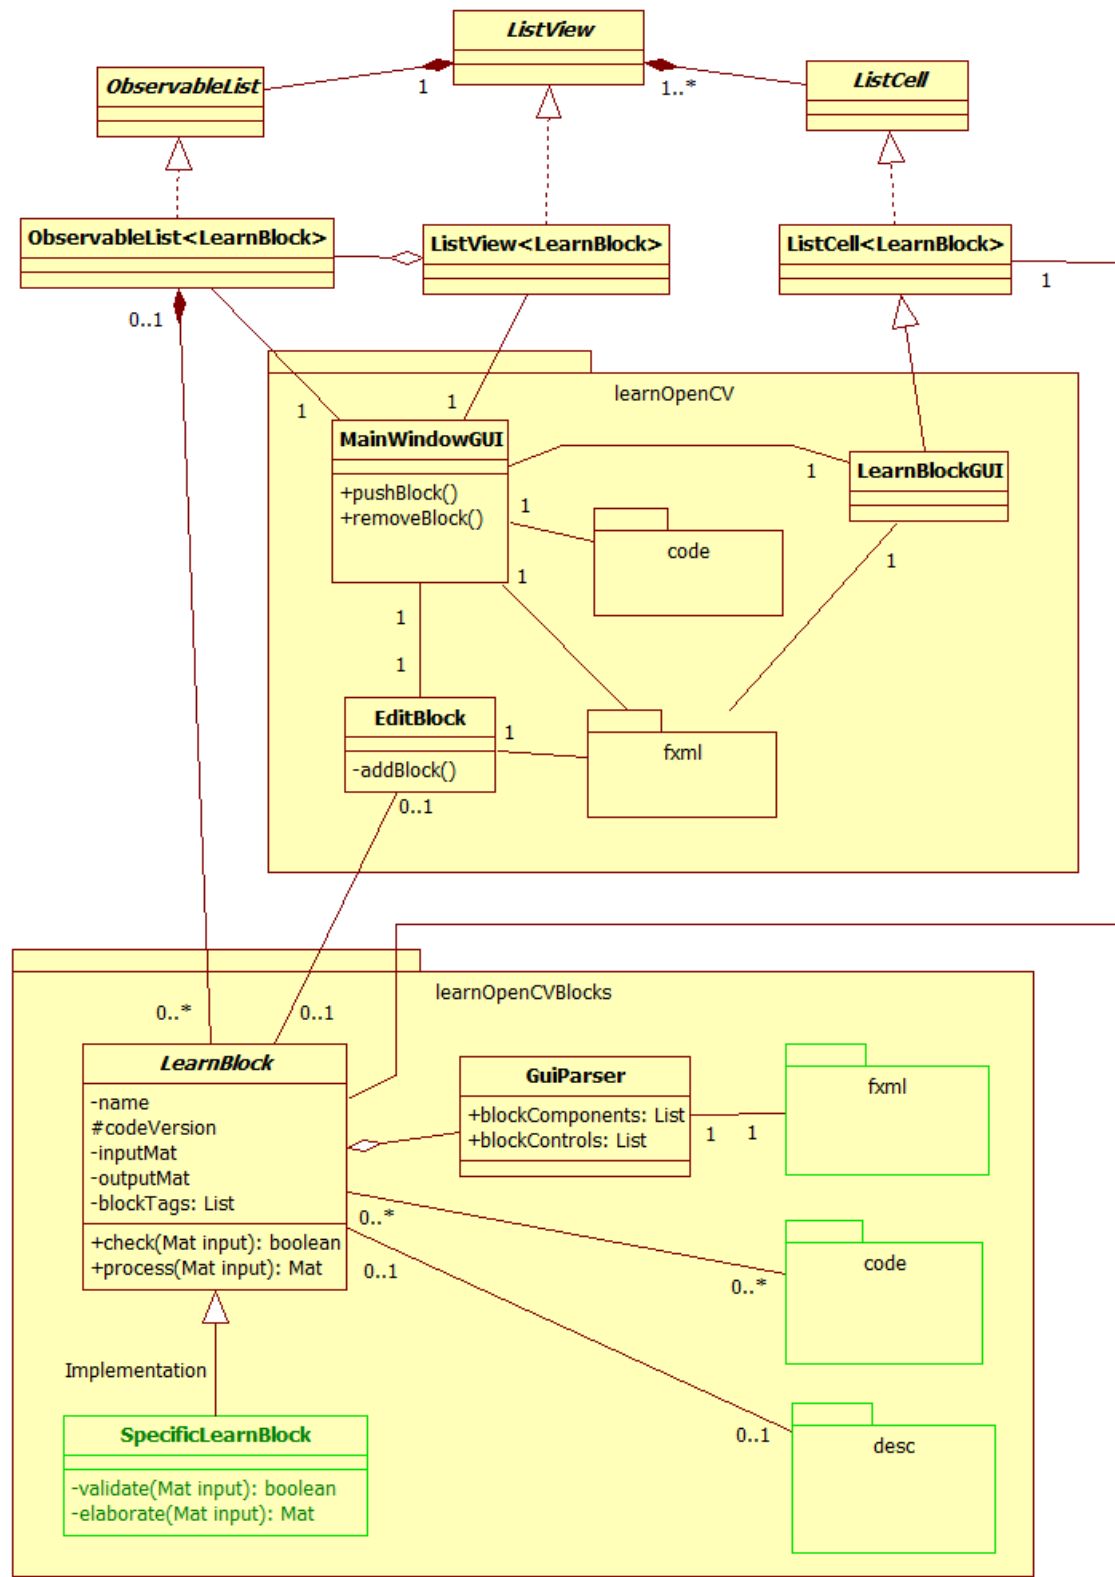 ListView
ObservableList
1
1..*
ListCell
ObservableList<LearnBlock>
ListView<LearnBlock>
ListCell<LearnBlock>
1
0..1
learnOpenCV
1
1
MainWindowGUI
+pushBlock()
+removeBlock()
1
LearnBlockGUI
1
code
1
1
1
1
EditBlock
-addBlock()
1
fxml
0..1
learnOpenCVBlocks
0..*
0..1
LearnBlock
-name
#codeVersion
-inputMat
-outputMat
-blockTags: List
+check(Mat input): boolean
+process(Mat input): Mat
GuiParser
+blockComponents: List
+blockControls: List
1
1
fxml
0..*
0..*
code
0..1
0..1
desc
Implementation
SpecificLearnBlock
-validate(Mat input): boolean
-elaborate(Mat input): Mat